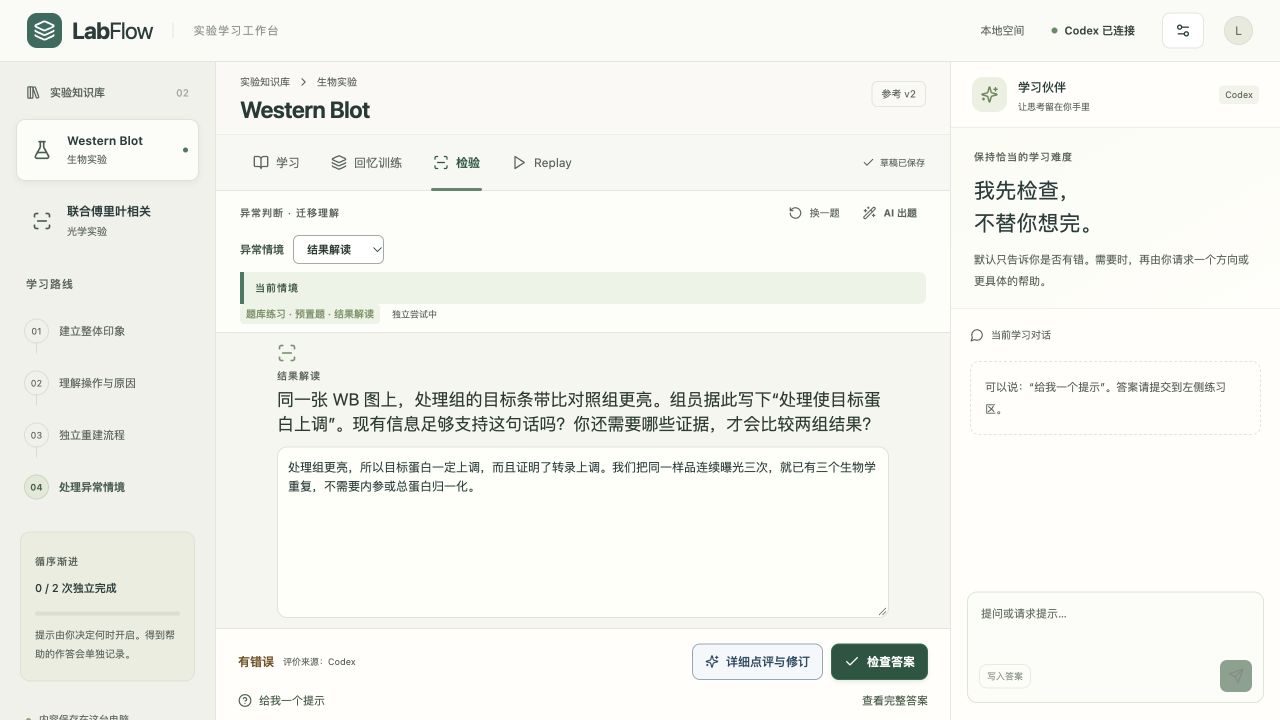 LabFlow
实验学习工作台
本地空间
Codex 已连接
L
实验知识库
02
Western Blot
生物实验
联合傅里叶相关
光学实验
学习路线
01 建立整体印象
02 理解操作与原因
03 独立重建流程
04 处理异常情境
循序渐进
0 / 2 次独立完成
提示由你决定何时开启。得到帮
助的作答会单独记录。
实验知识库 > 生物实验
Western Blot
参考 v2
学习
回忆训练
检验
Replay
草稿已保存
异常判断 · 迁移理解
换一题
AI 出题
异常情境
结果解读
当前情境
题库练习 · 预置题 · 结果解读
独立尝试中
结果解读
同一张 WB 图上，处理组的目标条带比对照组更亮。组员据此写下“处理使目标蛋
白上调”。现有信息足够支持这句话吗？你还需要哪些证据，才会比较两组结果？
处理组更亮，所以目标蛋白一定上调，而且证明了转录上调。我们把同一样品连续曝光三次，就已有三个生物学
重复，不需要内参或总蛋白归一化。
有错误
评价来源：Codex
详细点评与修订
检查答案
给我一个提示
查看完整答案
学习伙伴
让思考留在你手里
Codex
保持恰当的学习难度
我先检查，
不替你想完。
默认只告诉你是否有错。需要时，再由你请求一个方向或
更具体的帮助。
当前学习对话
可以说：“给我一个提示”。答案请提交到左侧练习
区。
提问或请求提示...
写入答案